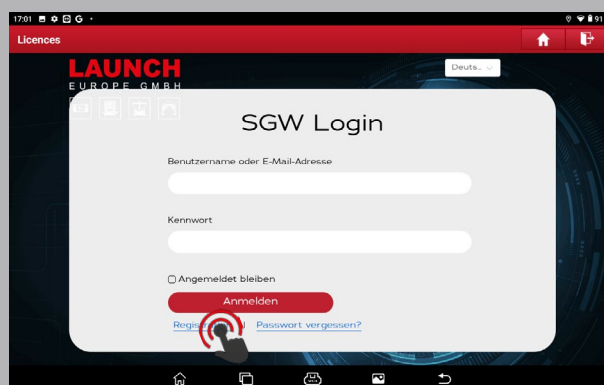 17:01 G 91
Licences
LAUNCH
EUROPE GMBH
Deuts..
SGW Login
Benutzername oder E-Mail-Adresse
Kennwort
Angemeldet bleiben
Anmelden
| Passwort vergessen?